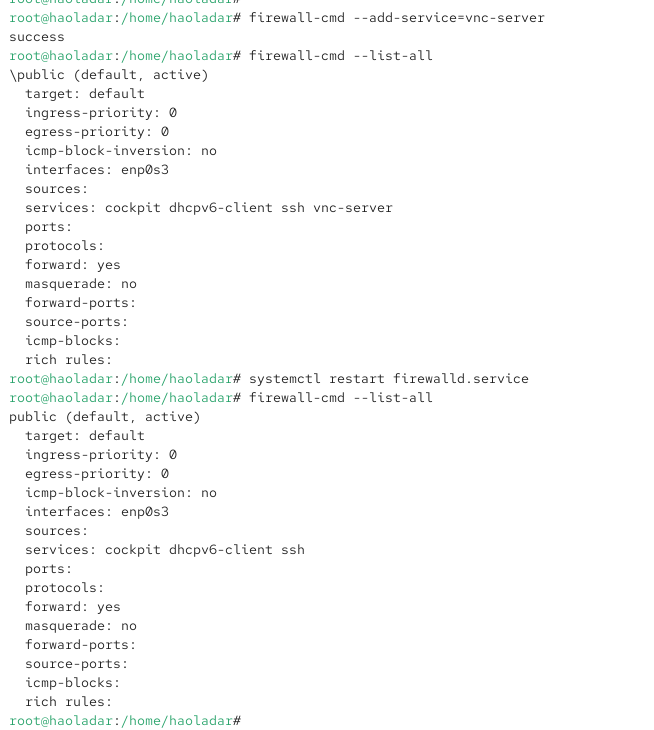 root@haoladar:/home/haoladar#
root@haoladar:/home/haoladar# firewall-cmd --add-service=vnc-server
success
root@haoladar:/home/haoladar# firewall-cmd --list-all
\public (default, active)
  target: default
  ingress-priority: 0
  egress-priority: 0
  icmp-block-inversion: no
  interfaces: enp0s3
  sources:
  services: cockpit dhcpv6-client ssh vnc-server
  ports:
  protocols:
  forward: yes
  masquerade: no
  forward-ports:
  source-ports:
  icmp-blocks:
  rich rules:
root@haoladar:/home/haoladar# systemctl restart firewalld.service
root@haoladar:/home/haoladar# firewall-cmd --list-all
public (default, active)
  target: default
  ingress-priority: 0
  egress-priority: 0
  icmp-block-inversion: no
  interfaces: enp0s3
  sources:
  services: cockpit dhcpv6-client ssh
  ports:
  protocols:
  forward: yes
  masquerade: no
  forward-ports:
  source-ports:
  icmp-blocks:
  rich rules:
root@haoladar:/home/haoladar#